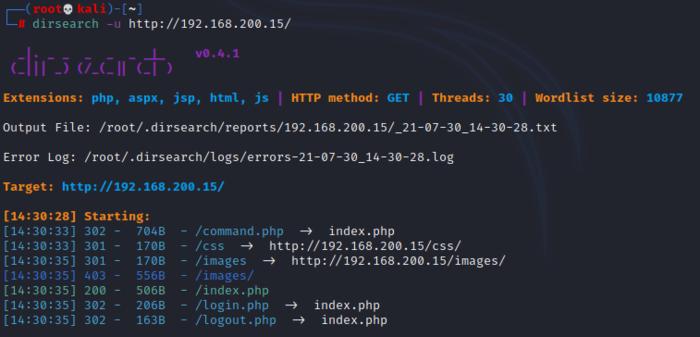 ┌──(root💀kali)-[~]
└─# dirsearch -u http://192.168.200.15/
dirsearch v0.4.1
Extensions: php, aspx, jsp, html, js | HTTP method: GET | Threads: 30 | Wordlist size: 10877
Output File: /root/.dirsearch/reports/192.168.200.15/_21-07-30_14-30-28.txt
Error Log: /root/.dirsearch/logs/errors-21-07-30_14-30-28.log
Target: http://192.168.200.15/
[14:30:28] Starting:
[14:30:33] 302 -  704B  - /command.php  →  index.php
[14:30:33] 301 -  170B  - /css  →  http://192.168.200.15/css/
[14:30:35] 301 -  170B  - /images  →  http://192.168.200.15/images/
[14:30:35] 403 -  556B  - /images/
[14:30:35] 200 -  506B  - /index.php
[14:30:35] 302 -  206B  - /login.php  →  index.php
[14:30:35] 302 -  163B  - /logout.php  →  index.php